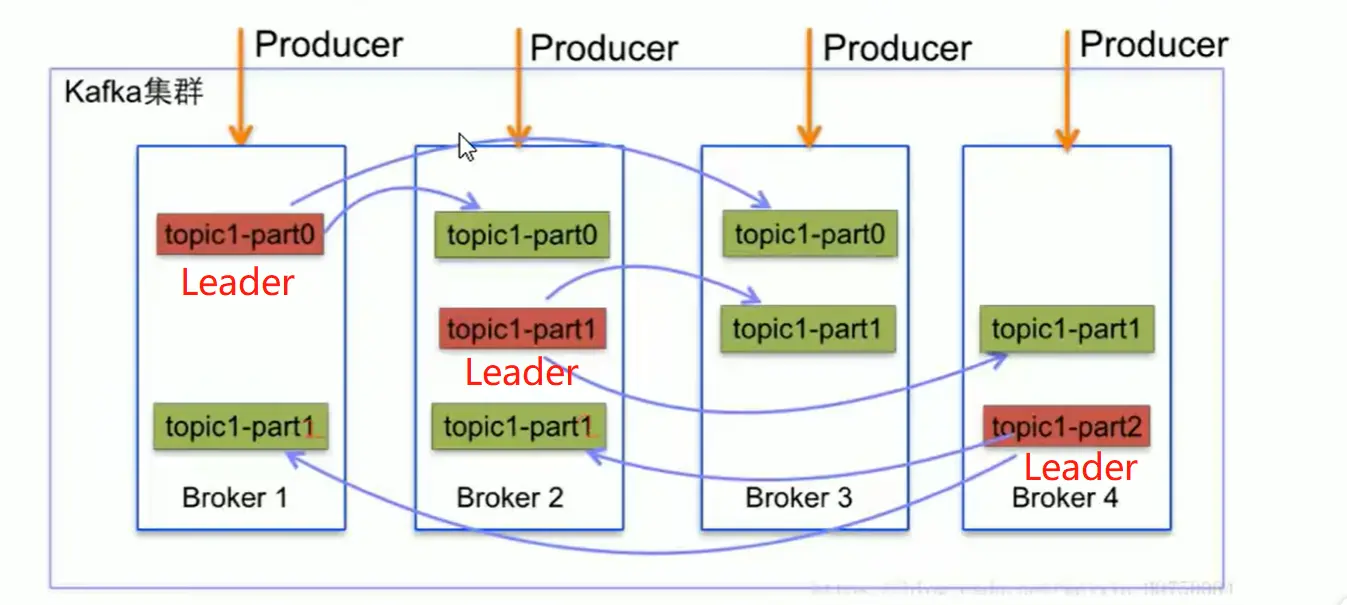 Producer
Producer
Producer
Producer
Kafka集群
topic1-part0
topic1-part0
topic1-part0
Leader
topic1-part1
topic1-part1
topic1-part1
Leader
topic1-part1
topic1-part1
topic1-part2
Leader
Broker 1
Broker 2
Broker 3
Broker 4